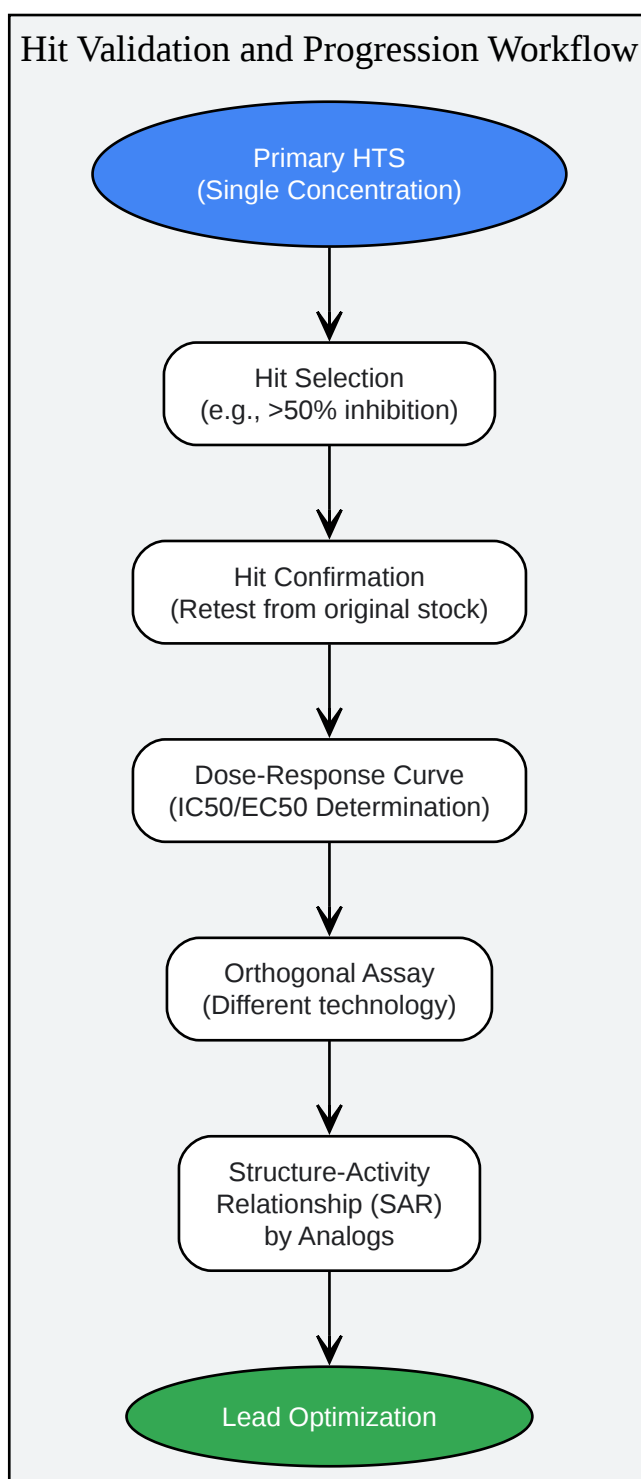 Hit Validation and Progression Workflow
Primary HTS
(Single Concentration)
Hit Selection
(e.g., >50% inhibition)
Hit Confirmation
(Retest from original stock)
Dose-Response Curve
(IC50/EC50 Determination)
Orthogonal Assay
(Different technology)
Structure-Activity
Relationship (SAR)
by Analogs
Lead Optimization